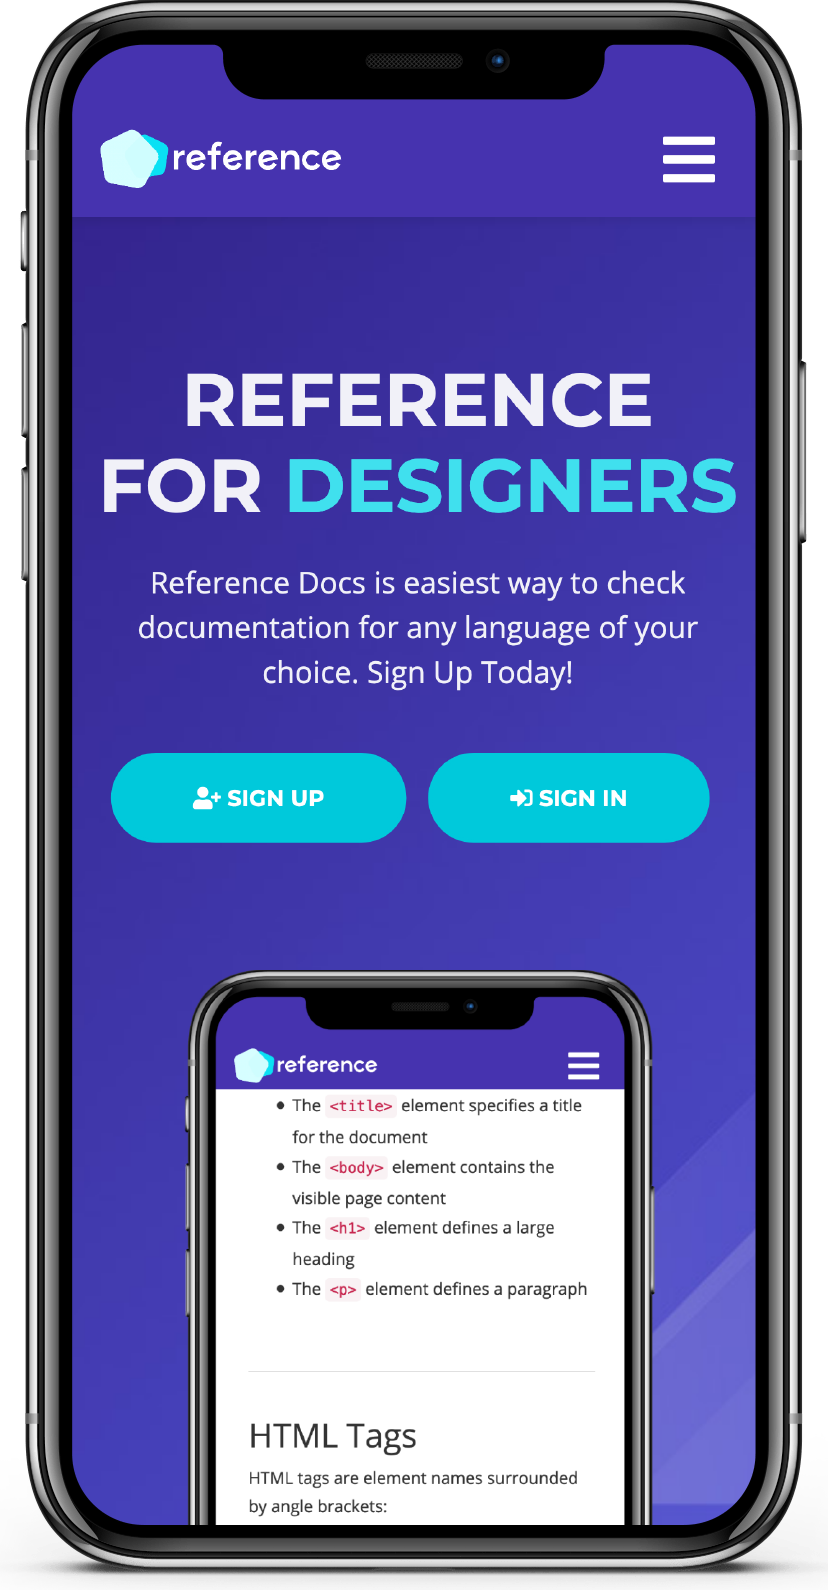 reference
REFERENCE
FOR DESIGNERS
Reference Docs is easiest way to check
documentation for any language of your
choice. Sign Up Today!
SIGN UP
SIGN IN
reference
• The <title> element specifies a title
for the document
• The <body> element contains the
visible page content
• The <h1> element defines a large
heading
• The <p> element defines a paragraph
HTML Tags
HTML tags are element names surrounded
by angle brackets: